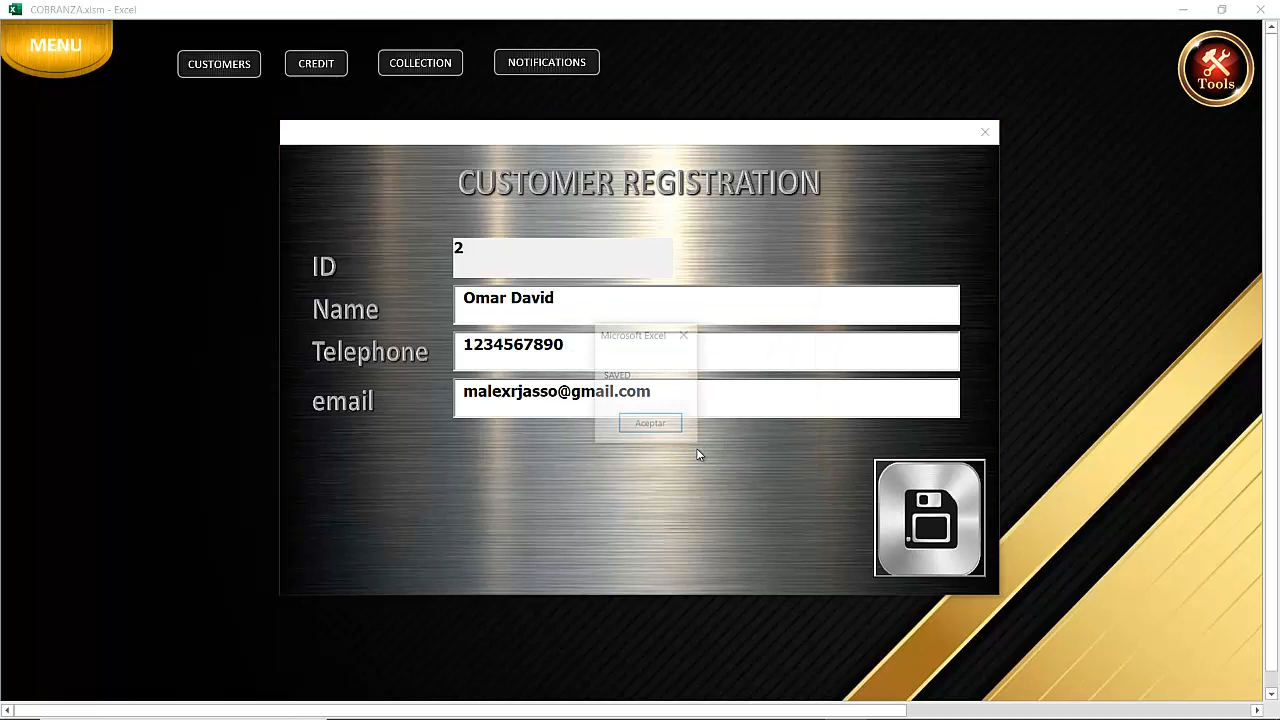 COBRANZA.xlsm - Excel
MENU
CUSTOMERS
CREDIT
COLLECTION
NOTIFICATIONS
Tools
CUSTOMER REGISTRATION
ID
2
Name
Omar David
Telephone
1234567890
email
malexrjasso@gmail.com
Microsoft Excel
SAVED
Aceptar